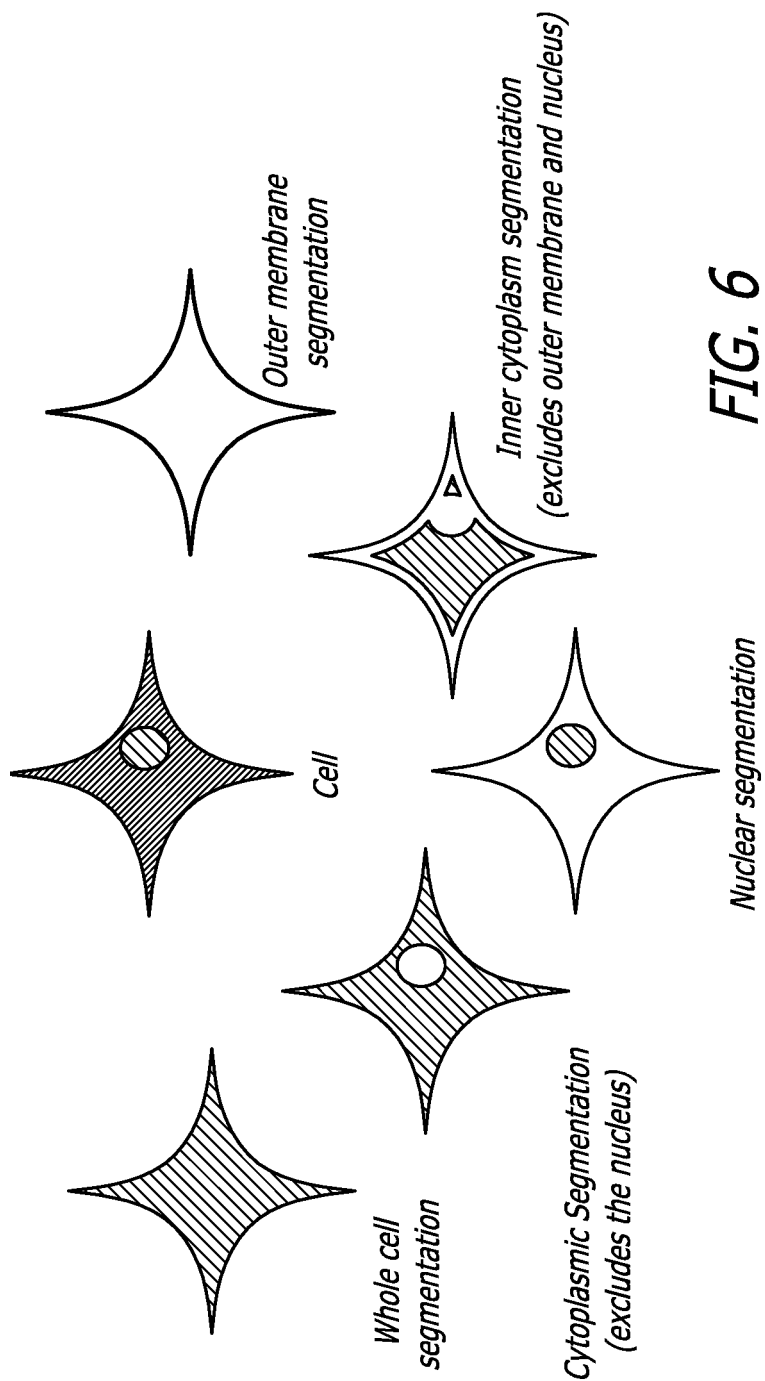 Whole cell
segmentation
Cytoplasmic Segmentation
(excludes the nucleus)
Cell
Nuclear segmentation
Outer membrane
segmentation
Inner cytoplasm segmentation
(excludes outer membrane and nucleus)
FIG. 6